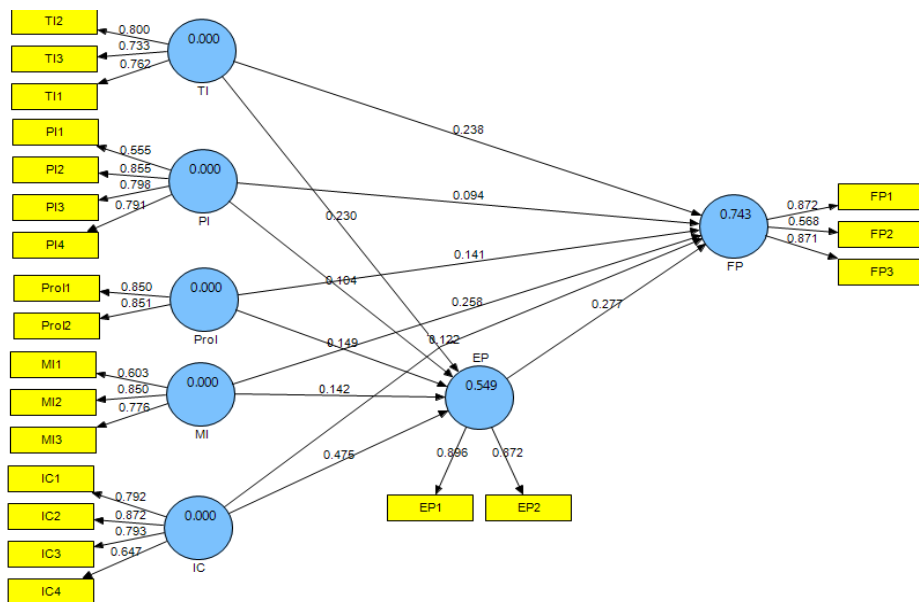 TI2
0.800
0.000
TI3
0.733
0.762
TI1
TI
PI1
0.555
0.238
PI2
0.855
0.000
PI3
0.798
0.094
PI4
0.791
PI
0.230
0.743
FP
0.872
FP1
0.568
FP2
0.871
FP3
0.141
0.104
ProI1
0.850
0.000
ProI2
0.851
ProI
0.258
0.277
0.122
0.149
MI1
0.603
0.000
MI2
0.850
0.142
MI3
0.776
MI
EP
0.549
0.475
0.896
0.872
EP1
EP2
IC1
0.792
IC2
0.872
0.000
IC3
0.793
0.647
IC4
IC